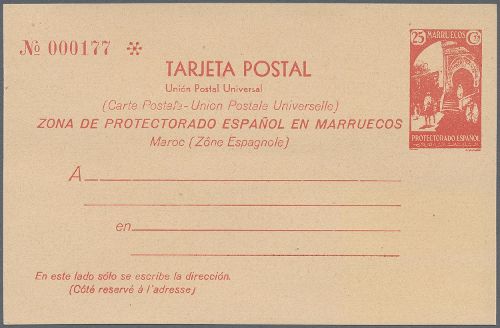 Nº 000177 *
TARJETA POSTAL
Unión Postal Universal
(Carte Postale-Union Postale Universelle)
ZONA DE PROTECTORADO ESPAÑOL EN MARRUECOS
Maroc (Zône Espagnole)
25 MARRUECOS Cts
PROTECTORADO ESPAÑOL
A
en
En este lado sólo se escribe la dirección.
(Côté reservé à l'adresse)